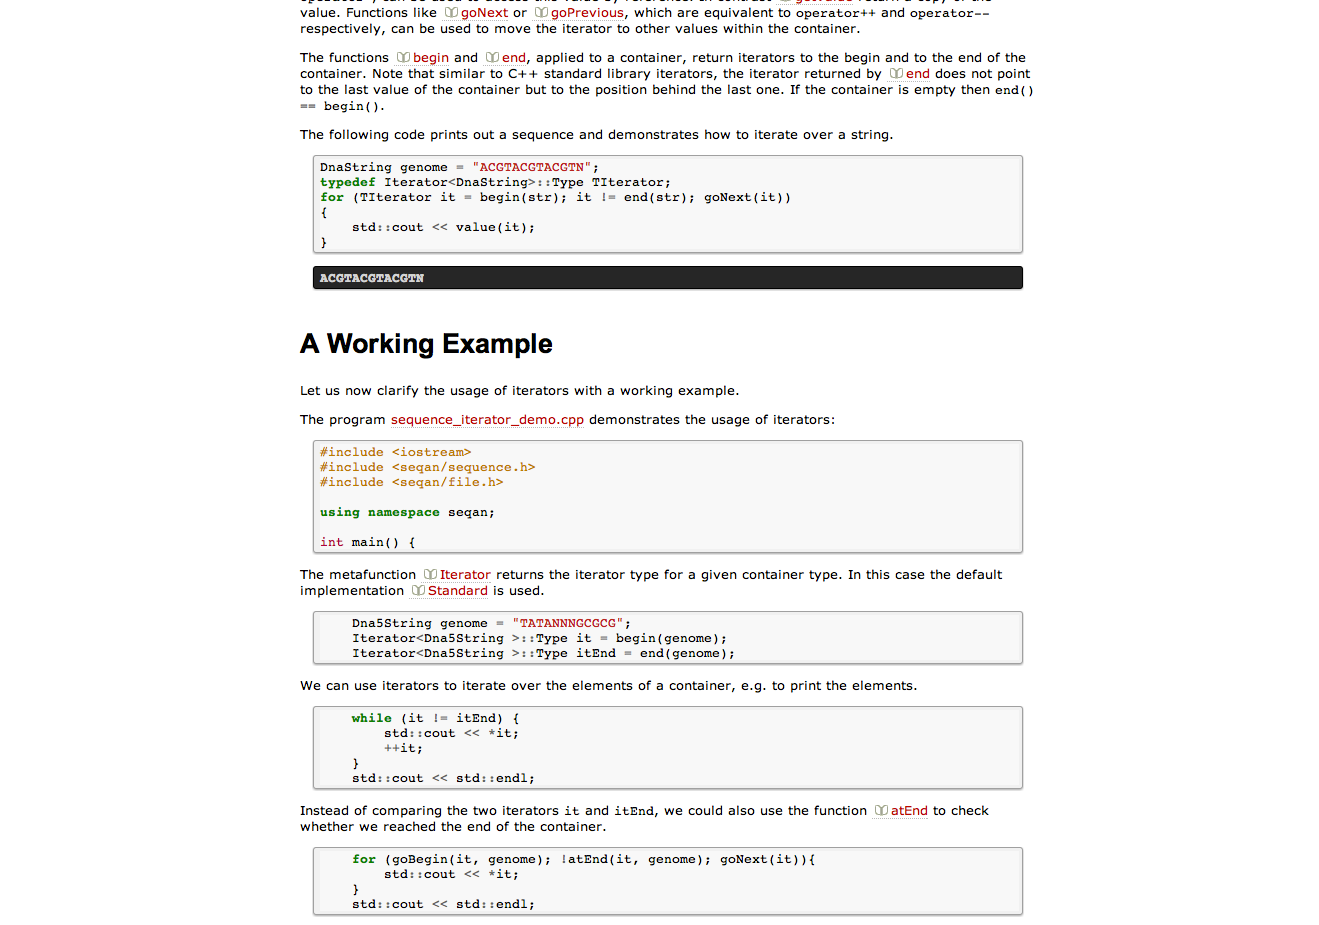 value. Functions like goNext or goPrevious, which are equivalent to operator++ and operator--
respectively, can be used to move the iterator to other values within the container.
The functions begin and end, applied to a container, return iterators to the begin and to the end of the
container. Note that similar to C++ standard library iterators, the iterator returned by end does not point
to the last value of the container but to the position behind the last one. If the container is empty then end()
== begin().
The following code prints out a sequence and demonstrates how to iterate over a string.
DnaString genome = "ACGTACGTACGTN";
typedef Iterator<DnaString>::Type TIterator;
for (TIterator it = begin(str); it != end(str); goNext(it))
{
    std::cout << value(it);
}
ACGTACGTACGTN
A Working Example
Let us now clarify the usage of iterators with a working example.
The program sequence_iterator_demo.cpp demonstrates the usage of iterators:
#include <iostream>
#include <seqan/sequence.h>
#include <seqan/file.h>
using namespace seqan;
int main() {
The metafunction Iterator returns the iterator type for a given container type. In this case the default
implementation Standard is used.
    Dna5String genome = "TATANNNGCGCG";
    Iterator<Dna5String >::Type it = begin(genome);
    Iterator<Dna5String >::Type itEnd = end(genome);
We can use iterators to iterate over the elements of a container, e.g. to print the elements.
    while (it != itEnd) {
        std::cout << *it;
        ++it;
    }
    std::cout << std::endl;
Instead of comparing the two iterators it and itEnd, we could also use the function atEnd to check
whether we reached the end of the container.
    for (goBegin(it, genome); !atEnd(it, genome); goNext(it)){
        std::cout << *it;
    }
    std::cout << std::endl;